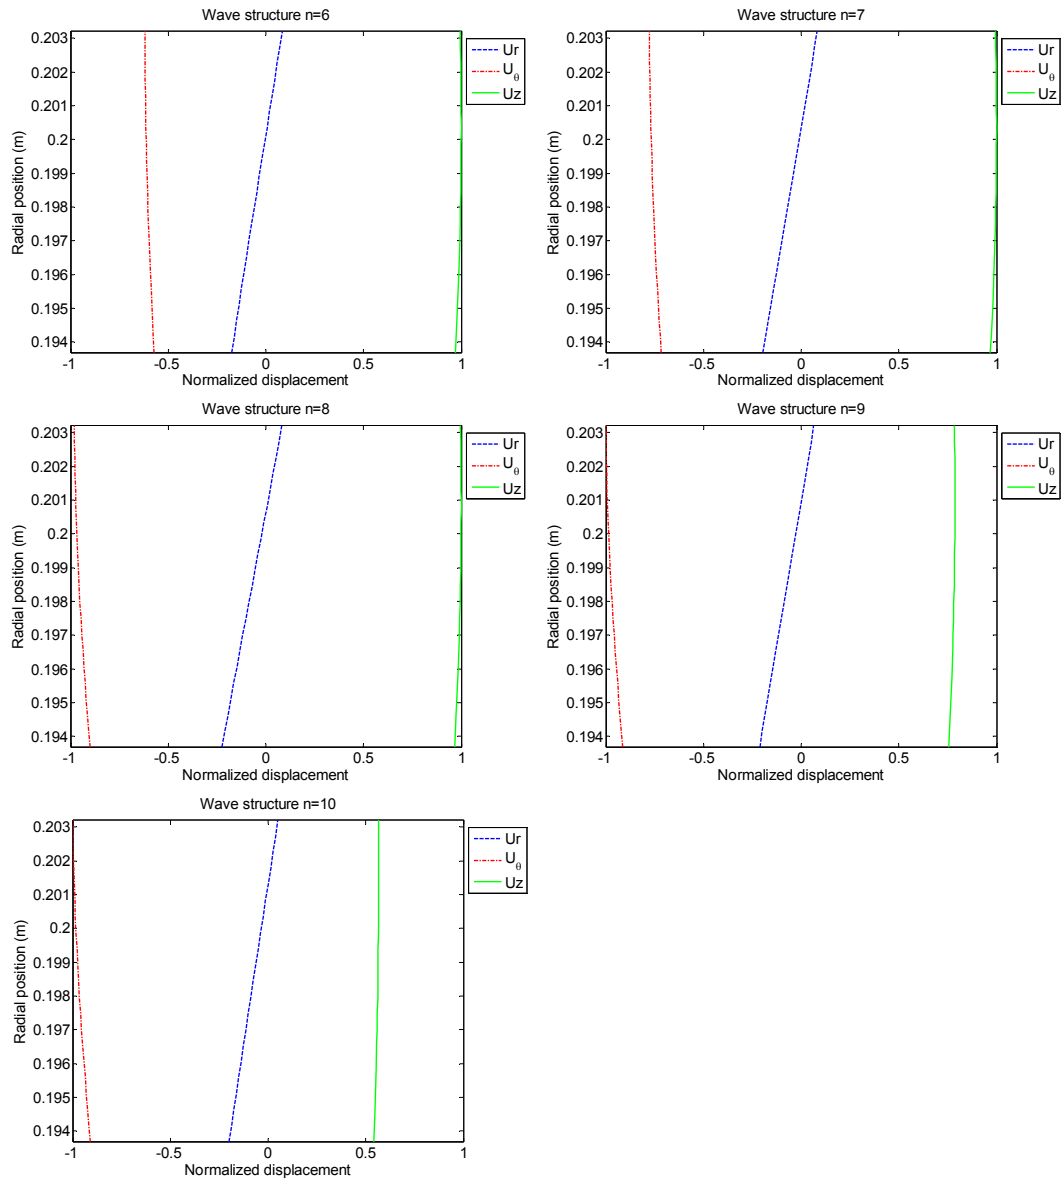 Wave structure n=6
0.203
0.202
0.201
0.2
0.199
0.198
0.197
0.196
0.195
0.194
-1
-0.5
0
0.5
1
Radial position (m)
Normalized displacement
Ur
Uθ
Uz
Wave structure n=7
0.203
0.202
0.201
0.2
0.199
0.198
0.197
0.196
0.195
0.194
-1
-0.5
0
0.5
1
Radial position (m)
Normalized displacement
Ur
Uθ
Uz
Wave structure n=8
0.203
0.202
0.201
0.2
0.199
0.198
0.197
0.196
0.195
0.194
-1
-0.5
0
0.5
1
Radial position (m)
Normalized displacement
Ur
Uθ
Uz
Wave structure n=9
0.203
0.202
0.201
0.2
0.199
0.198
0.197
0.196
0.195
0.194
-1
-0.5
0
0.5
1
Radial position (m)
Normalized displacement
Ur
Uθ
Uz
Wave structure n=10
0.203
0.202
0.201
0.2
0.199
0.198
0.197
0.196
0.195
0.194
-1
-0.5
0
0.5
1
Radial position (m)
Normalized displacement
Ur
Uθ
Uz